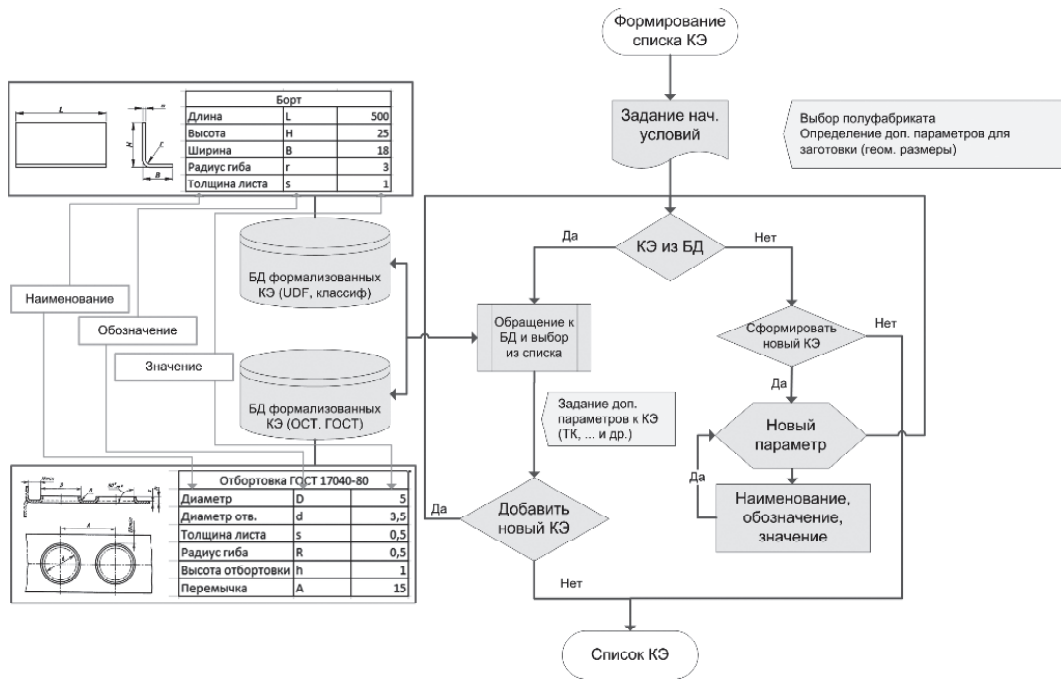 Формирование
списка КЭ
Задание нач.
условий
Выбор полуфабриката
Определение доп. параметров для
заготовки (геом. размеры)
L
H
B
r
Борт
Длина L 500
Высота H 25
Ширина B 18
Радиус гиба r 3
Толщина листа s 1
Да
КЭ из БД
Нет
БД формализованных
КЭ (UDF, классиф)
Наименование
Обозначение
Значение
Обращение к
БД и выбор
из списка
Сформировать
новый КЭ
Нет
Да
БД формализованных
КЭ (ОСТ. ГОСТ)
Задание доп.
параметров к КЭ
(ТК, ... и др.)
Новый
параметр
Да
Наименование,
обозначение,
значение
Отбортовка ГОСТ 17040-80
Диаметр D 5
Диаметр отв. d 3,5
Толщина листа s 0,5
Радиус гиба R 0,5
Высота отбортовки h 1
Перемычка A 15
A
Да
Добавить
новый КЭ
Нет
Список КЭ